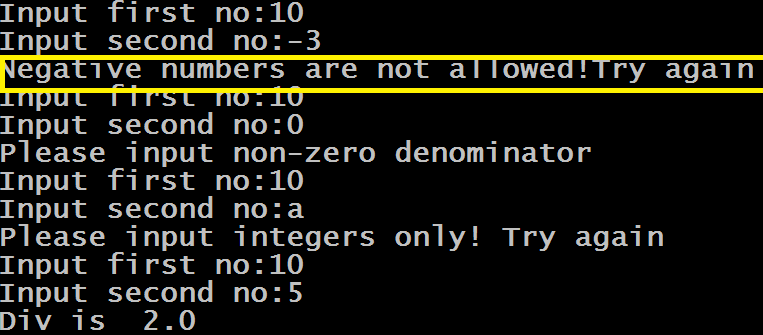 Input first no:10
Input second no:-3
Negative numbers are not allowed!Try again
Input first no:10
Input second no:0
Please input non-zero denominator
Input first no:10
Input second no:a
Please input integers only! Try again
Input first no:10
Input second no:5
Div is  2.0